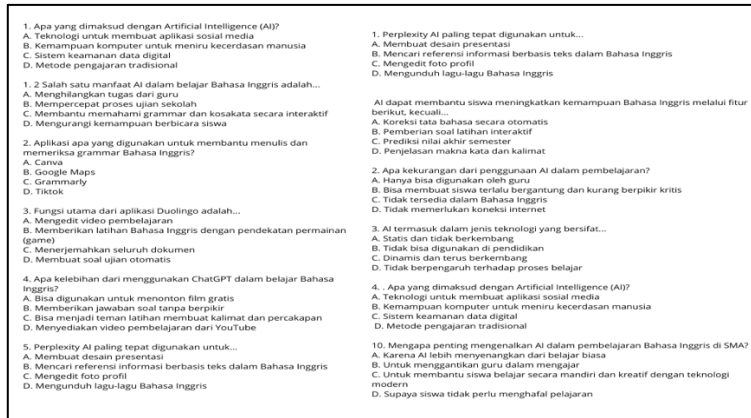 1. Apa yang dimaksud dengan Artificial Intelligence (AI)?
A. Teknologi untuk membuat aplikasi sosial media
B. Kemampuan komputer untuk meniru kecerdasan manusia
C. Sistem keamanan data digital
D. Metode pengajaran tradisional
1. 2 Salah satu manfaat AI dalam belajar Bahasa Inggris adalah...
A. Menghilangkan tugas dari guru
B. Mempercepat proses ujian sekolah
C. Membantu memahami grammar dan kosakata secara interaktif
D. Mengurangi kemampuan berbicara siswa
2. Aplikasi apa yang digunakan untuk membantu menulis dan
memeriksa grammar Bahasa Inggris?
A. Canva
B. Google Maps
C. Grammarly
D. Tiktok
3. Fungsi utama dari aplikasi Duolingo adalah...
A. Mengedit video pembelajaran
B. Memberikan latihan Bahasa Inggris dengan pendekatan permainan
(game)
C. Menerjemahkan seluruh dokumen
D. Membuat soal ujian otomatis
4. Apa kelebihan dari menggunakan ChatGPT dalam belajar Bahasa
Inggris?
A. Bisa digunakan untuk menonton film gratis
B. Memberikan jawaban soal tanpa berpikir
C. Bisa menjadi teman latihan membuat kalimat dan percakapan
D. Menyediakan video pembelajaran dari YouTube
5. Perplexity AI paling tepat digunakan untuk...
A. Membuat desain presentasi
B. Mencari referensi informasi berbasis teks dalam Bahasa Inggris
C. Mengedit foto profil
D. Mengunduh lagu-lagu Bahasa Inggris
1. Perplexity AI paling tepat digunakan untuk...
A. Membuat desain presentasi
B. Mencari referensi informasi berbasis teks dalam Bahasa Inggris
C. Mengedit foto profil
D. Mengunduh lagu-lagu Bahasa Inggris
AI dapat membantu siswa meningkatkan kemampuan Bahasa Inggris melalui fitur
berikut, kecuali...
A. Koreksi tata bahasa secara otomatis
B. Pemberian soal latihan interaktif
C. Prediksi nilai akhir semester
D. Penjelasan makna kata dan kalimat
2. Apa kekurangan dari penggunaan AI dalam pembelajaran?
A. Hanya bisa digunakan oleh guru
B. Bisa membuat siswa terlalu bergantung dan kurang berpikir kritis
C. Tidak tersedia dalam Bahasa Inggris
D. Tidak memerlukan koneksi internet
3. AI termasuk dalam jenis teknologi yang bersifat...
A. Statis dan tidak berkembang
B. Tidak bisa digunakan di pendidikan
C. Dinamis dan terus berkembang
D. Tidak berpengaruh terhadap proses belajar
4. . Apa yang dimaksud dengan Artificial Intelligence (AI)?
A. Teknologi untuk membuat aplikasi sosial media
B. Kemampuan komputer untuk meniru kecerdasan manusia
C. Sistem keamanan data digital
D. Metode pengajaran tradisional
10. Mengapa penting mengenalkan AI dalam pembelajaran Bahasa Inggris di SMA?
A. Karena AI lebih menyenangkan dari belajar biasa
B. Untuk menggantikan guru dalam mengajar
C. Untuk membantu siswa belajar secara mandiri dan kreatif dengan teknologi
modern
D. Supaya siswa tidak perlu menghafal pelajaran